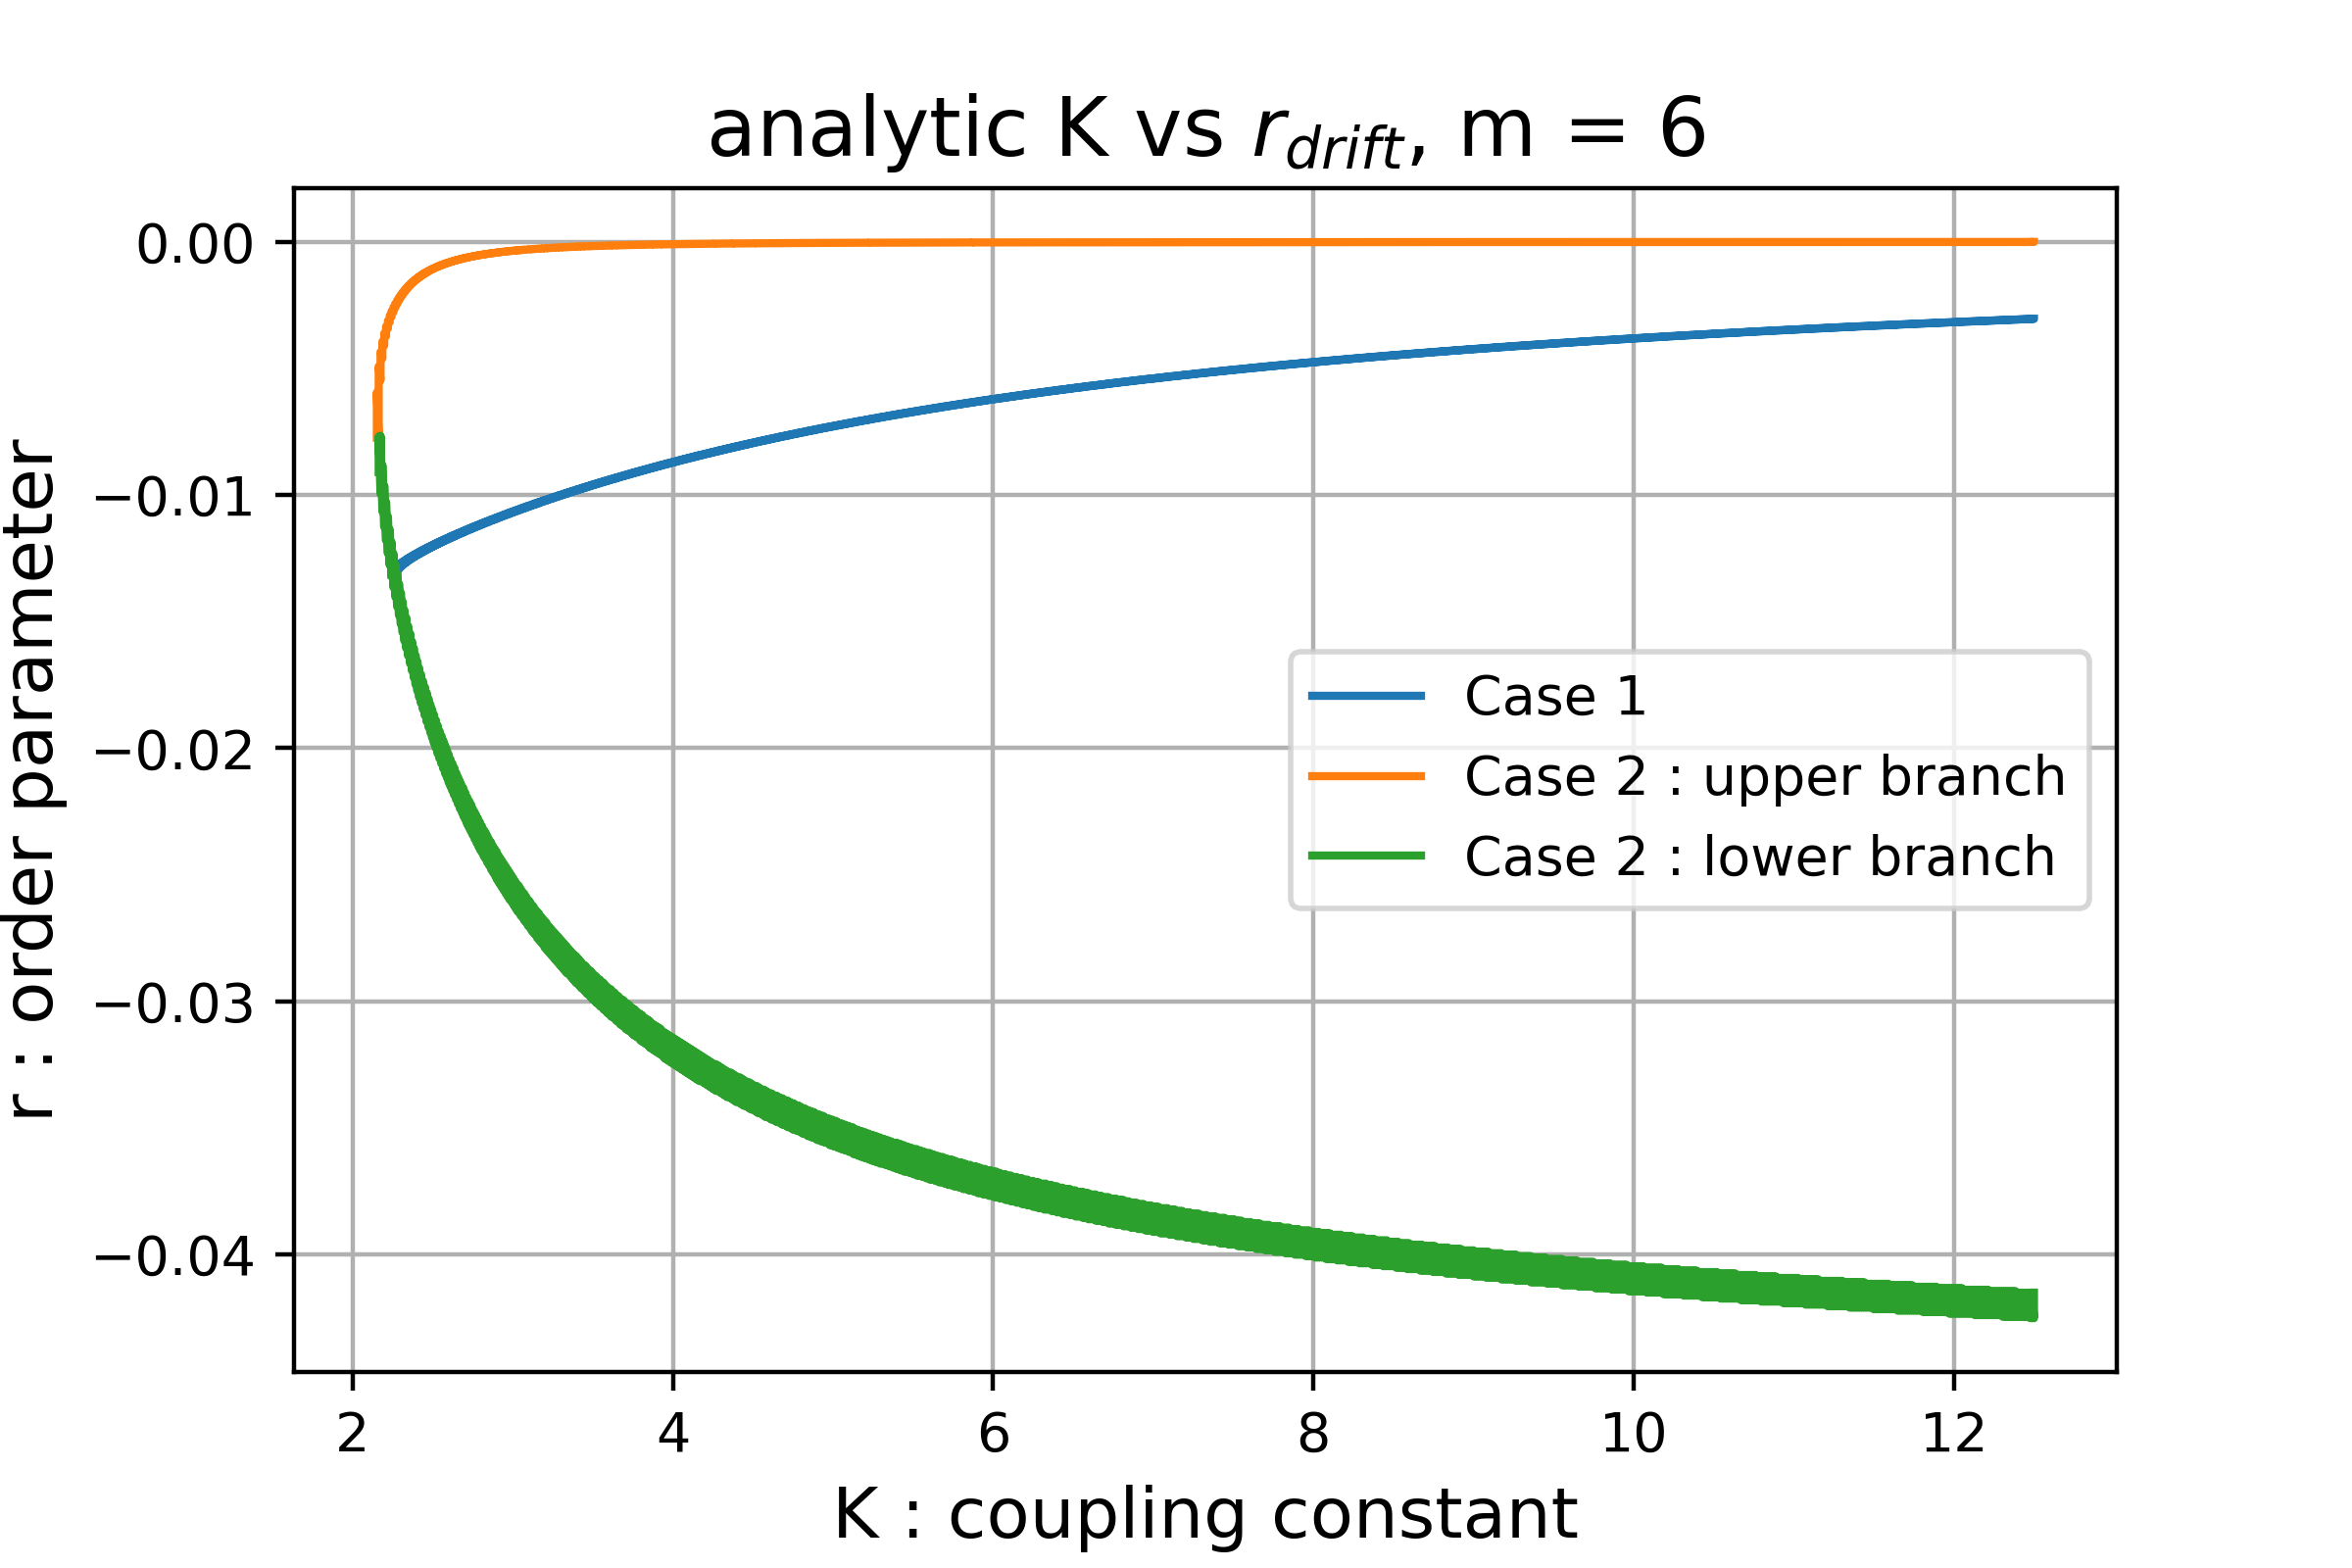 analytic K vs r_drift, m = 6
0.00
−0.01
−0.02
−0.03
−0.04
r : order parameter
Case 1
Case 2 : upper branch
Case 2 : lower branch
2 4 6 8 10 12
K : coupling constant